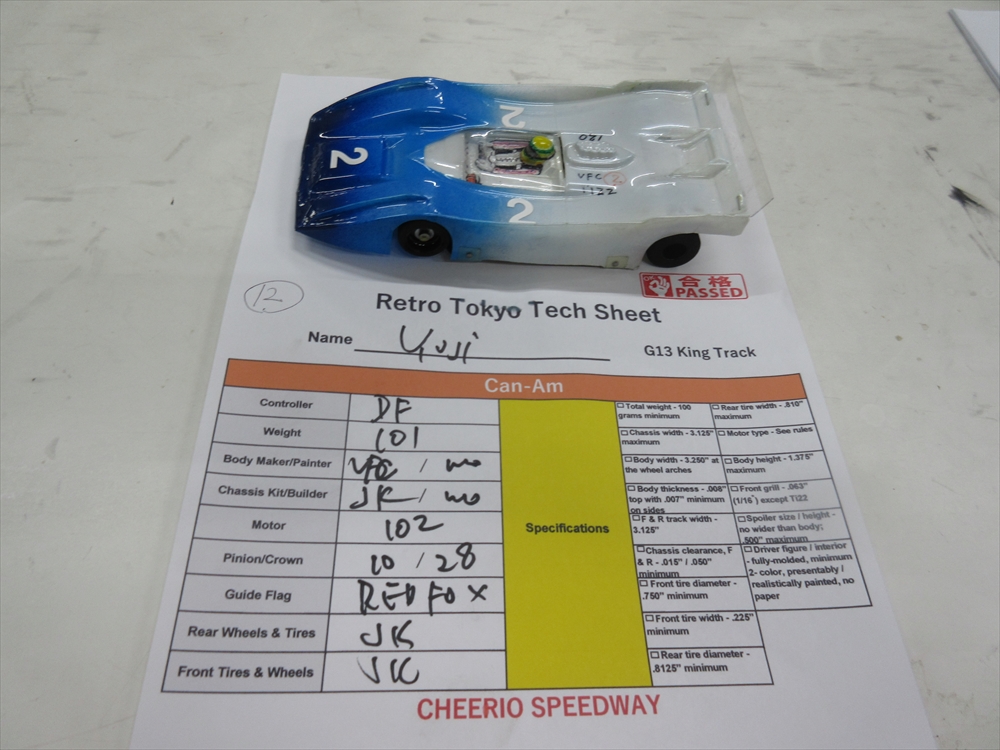 2
2
2
081
VFC 2
1122
合格
PASSED
12
Retro Tokyo Tech Sheet
Name Yuji
G13 King Track
Can-Am
Controller DF
Weight 101
Body Maker/Painter VFC / mo
Chassis Kit/Builder JK / mo
Motor 102
Pinion/Crown 10 / 28
Guide Flag RED FOX
Rear Wheels & Tires JK
Front Tires & Wheels JK
Specifications
Total weight - 100
grams minimum
Chassis width - 3.125"
maximum
Body width - 3.250" at
the wheel arches
Body thickness - .008"
top with .007" minimum
on sides
F & R track width -
3.125"
Chassis clearance, F
& R - .015" / .050"
minimum
Front tire diameter -
.750" minimum
Front tire width - .225"
minimum
Rear tire diameter -
.8125" minimum
Rear tire width - .810"
maximum
Motor type - See rules
Body height - 1.375"
maximum
Front grill - .063"
(1/16") except Ti22
Spoiler size / height -
no wider than body;
.500" maximum
Driver figure / interior
- fully-molded, minimum
2- color, presentably /
realistically painted, no
paper
CHEERIO SPEEDWAY